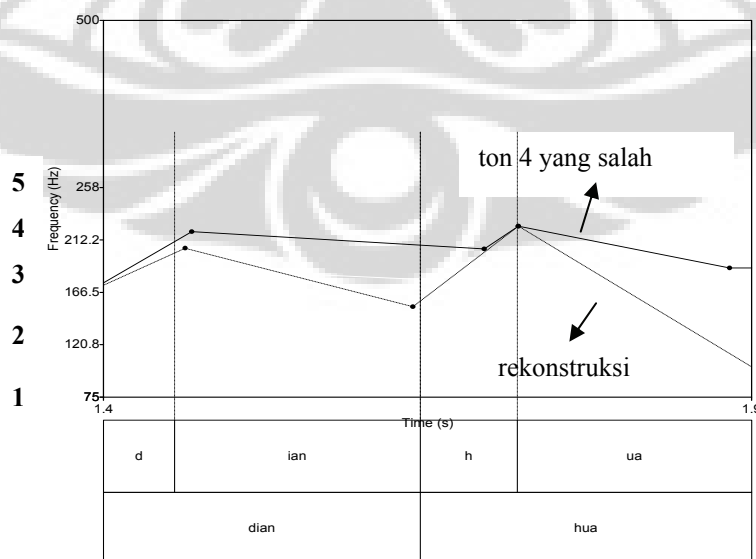 500
ton 4 yang salah
5
258
4
212.2
Frequency (Hz)
3
166.5
2
120.8
rekonstruksi
1
75
1.4
1.9
Time (s)
d ian h ua
dian hua